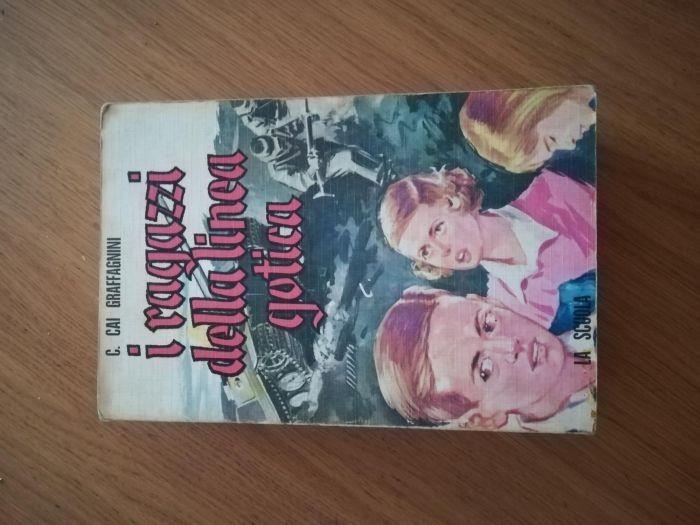 C. CAI GRAFFAGNINI
i ragazzi
della linea
gotica
LA SCUOLA